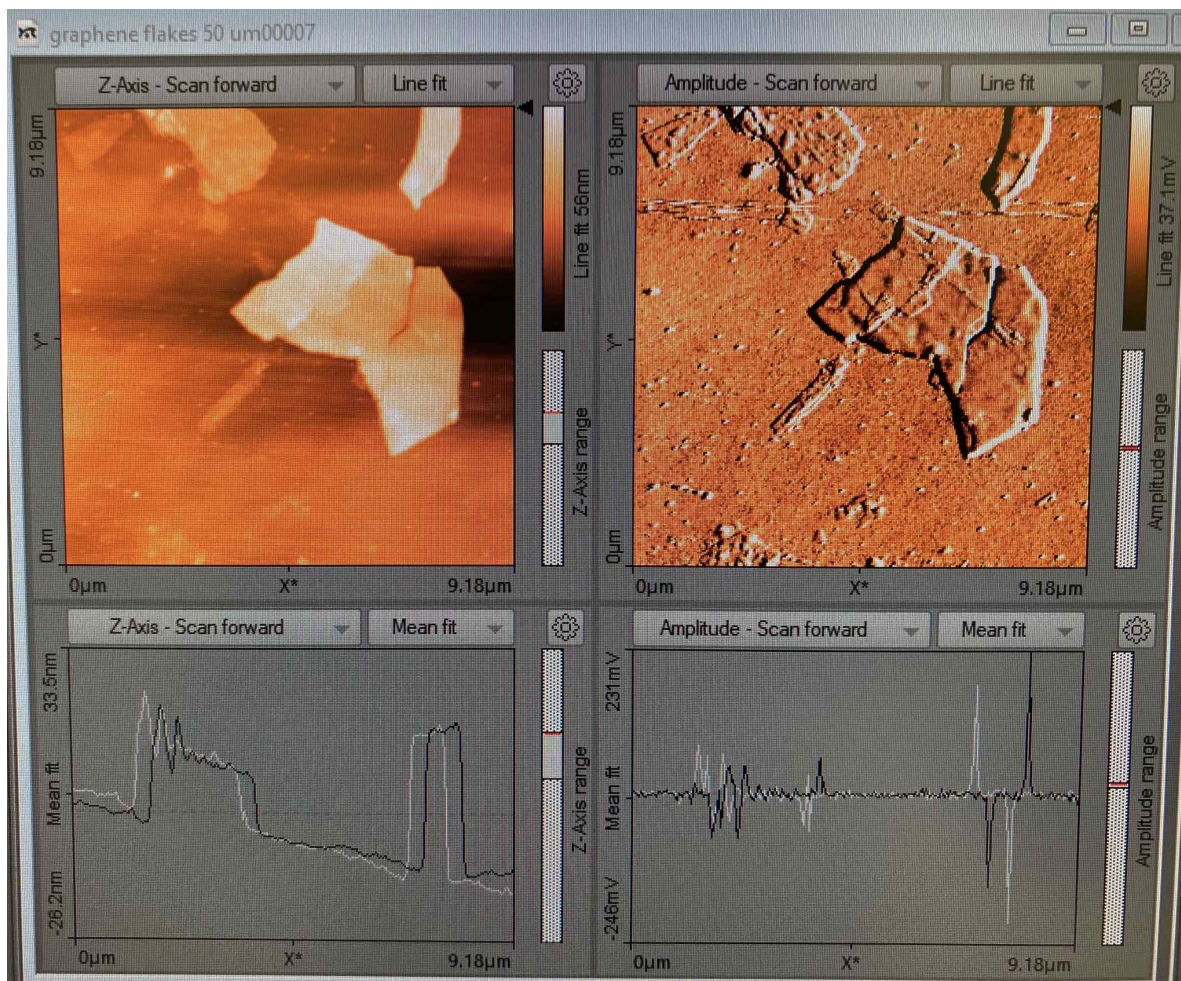 graphene flakes 50 um00007
Z-Axis - Scan forward
Line fit
9.18µm
Y*
0µm
0µm
X*
9.18µm
Line fit 56nm
Z-Axis range
Amplitude - Scan forward
Line fit
9.18µm
Y*
0µm
0µm
X*
9.18µm
Line fit 37.1mV
Amplitude range
Z-Axis - Scan forward
Mean fit
33.5nm
Mean fit
-26.2nm
0µm
X*
9.18µm
Z-Axis range
Amplitude - Scan forward
Mean fit
231mV
Mean fit
-246mV
0µm
X*
9.18µm
Amplitude range